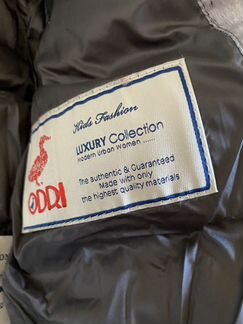 Kids Fashion
LUXURY Collection
Modern Urban Women ......
ODRI
The authentic & Guaranteed
Made with only
the highest quality materials